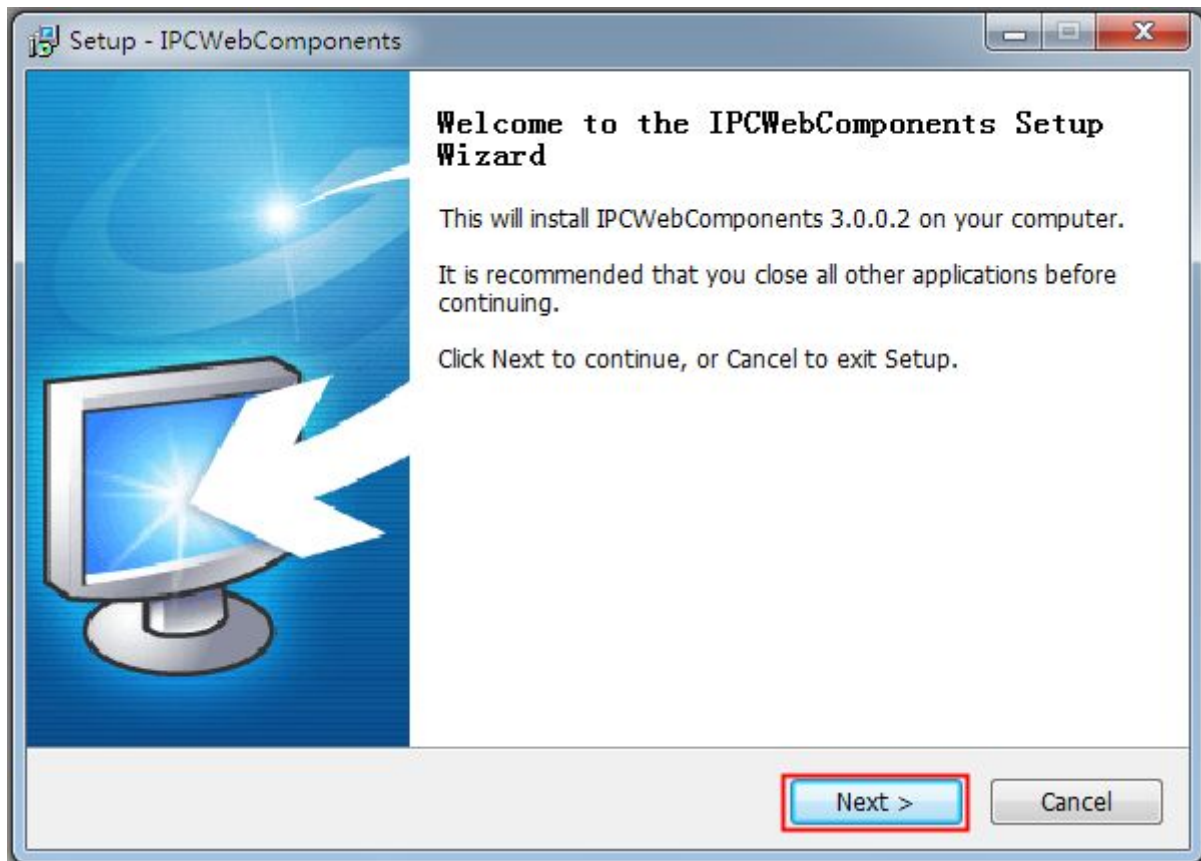 Setup - IPCWebComponents
Welcome to the IPCWebComponents Setup
Wizard
This will install IPCWebComponents 3.0.0.2 on your computer.
It is recommended that you close all other applications before
continuing.
Click Next to continue, or Cancel to exit Setup.
Next >
Cancel